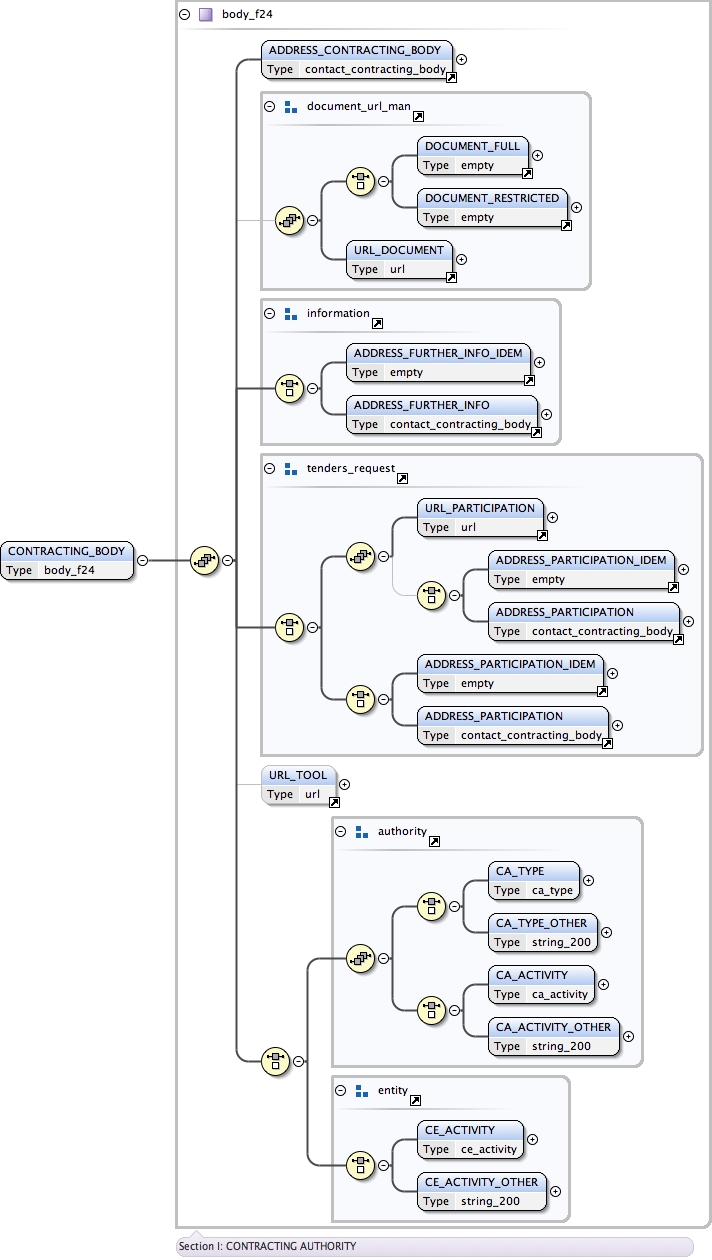 body_f24
ADDRESS_CONTRACTING_BODY
Type contact_contracting_body
document_url_man
DOCUMENT_FULL
Type empty
DOCUMENT_RESTRICTED
Type empty
URL_DOCUMENT
Type url
information
ADDRESS_FURTHER_INFO_IDEM
Type empty
ADDRESS_FURTHER_INFO
Type contact_contracting_body
tenders_request
URL_PARTICIPATION
Type url
ADDRESS_PARTICIPATION_IDEM
Type empty
ADDRESS_PARTICIPATION
Type contact_contracting_body
ADDRESS_PARTICIPATION_IDEM
Type empty
ADDRESS_PARTICIPATION
Type contact_contracting_body
CONTRACTING_BODY
Type body_f24
URL_TOOL
Type url
authority
CA_TYPE
Type ca_type
CA_TYPE_OTHER
Type string_200
CA_ACTIVITY
Type ca_activity
CA_ACTIVITY_OTHER
Type string_200
entity
CE_ACTIVITY
Type ce_activity
CE_ACTIVITY_OTHER
Type string_200
Section I: CONTRACTING AUTHORITY